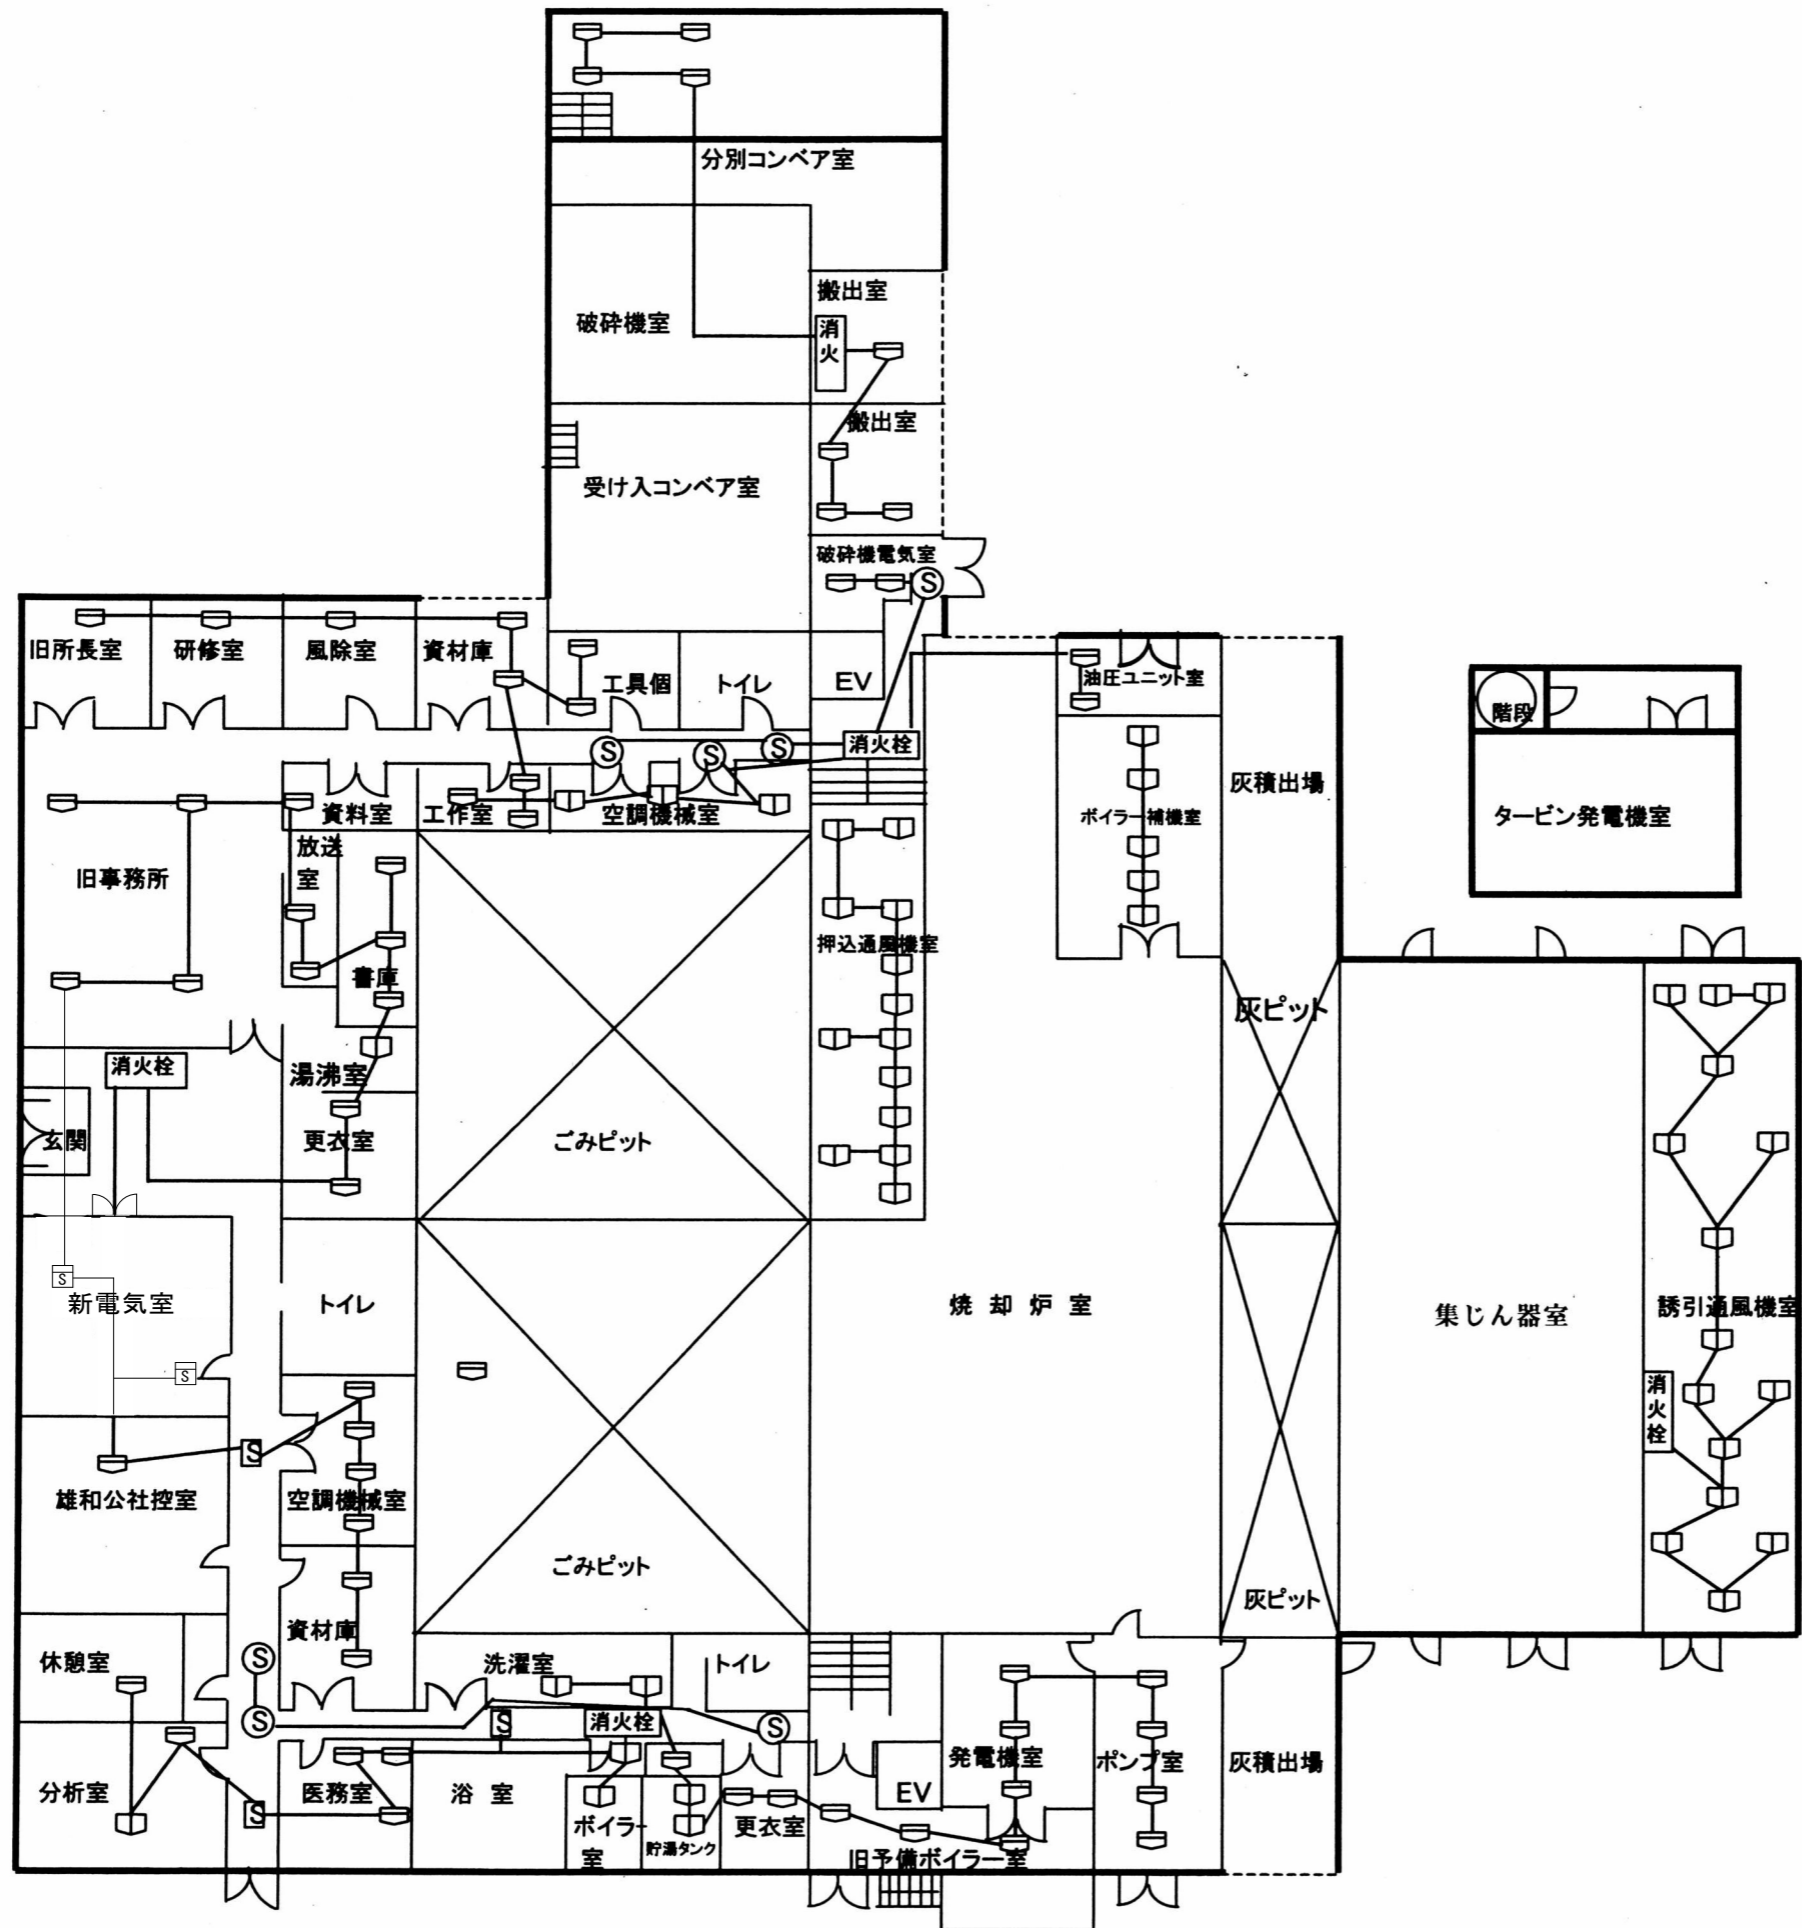 分別コンベア室
搬出室
破砕機室
消火
搬出室
受け入コンベア室
破砕機電気室
S
旧所長室
研修室
風除室
資材庫
工具個
トイレ
EV
油圧ユニット室
階段
消火栓
S
S
S
灰積出場
資料室
工作室
空調機械室
ボイラー補機室
タービン発電機室
放送室
旧事務所
押込通風機室
書庫
灰ピット
消火栓
湯沸室
玄関
更衣室
ごみピット
S
新電気室
トイレ
焼却炉室
集じん器室
誘引通風機室
S
消火栓
S
雄和公社控室
空調機械室
ごみピット
灰ピット
資材庫
休憩室
S
洗濯室
トイレ
S
S
消火栓
S
発電機室
ポンプ室
灰積出場
分析室
S
医務室
浴室
EV
ボイラー室
貯湯タンク
更衣室
旧予備ボイラー室